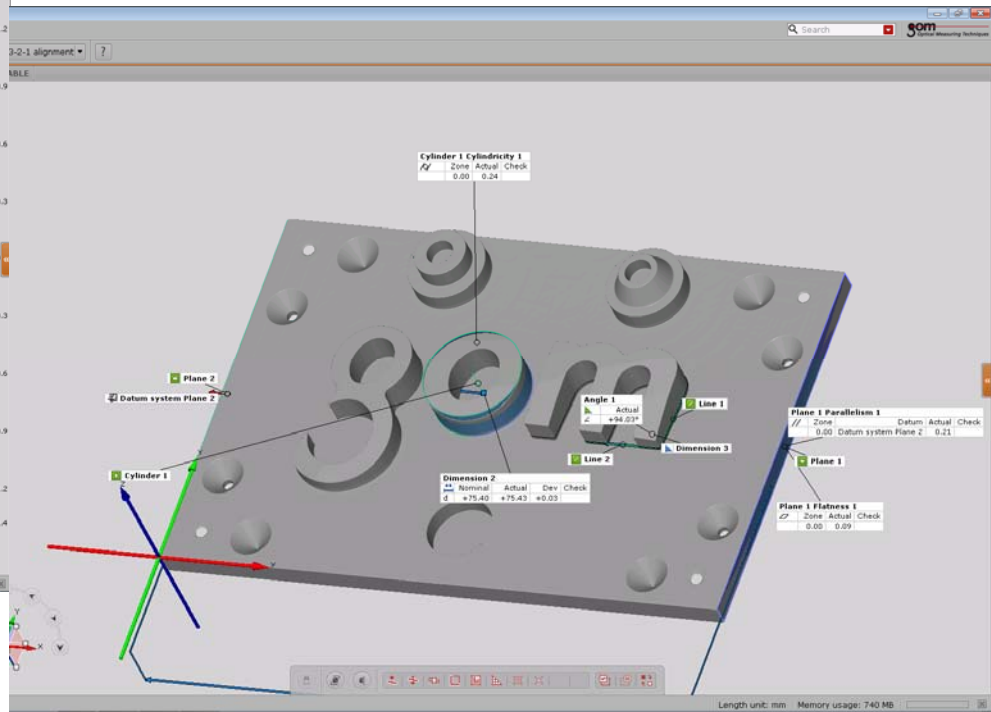 Search
gom
Optical Measuring Techniques
3-2-1 alignment
?
ABLE
Cylinder 1 Cylindricity 1
Zone Actual Check
0.00 0.24
Plane 2
Datum system Plane 2
Angle 1
Actual
∠ +94.03°
Line 1
Dimension 3
Line 2
Plane 1 Parallelism 1
// Zone Datum Actual Check
0.00 Datum system Plane 2 0.21
Plane 1
Cylinder 1
Dimension 2
Nominal Actual Dev Check
d +75.40 +75.43 +0.03
Plane 1 Flatness 1
Zone Actual Check
0.00 0.09
Y
Z
Y
Y
X
Length unit: mm Memory usage: 740 MB